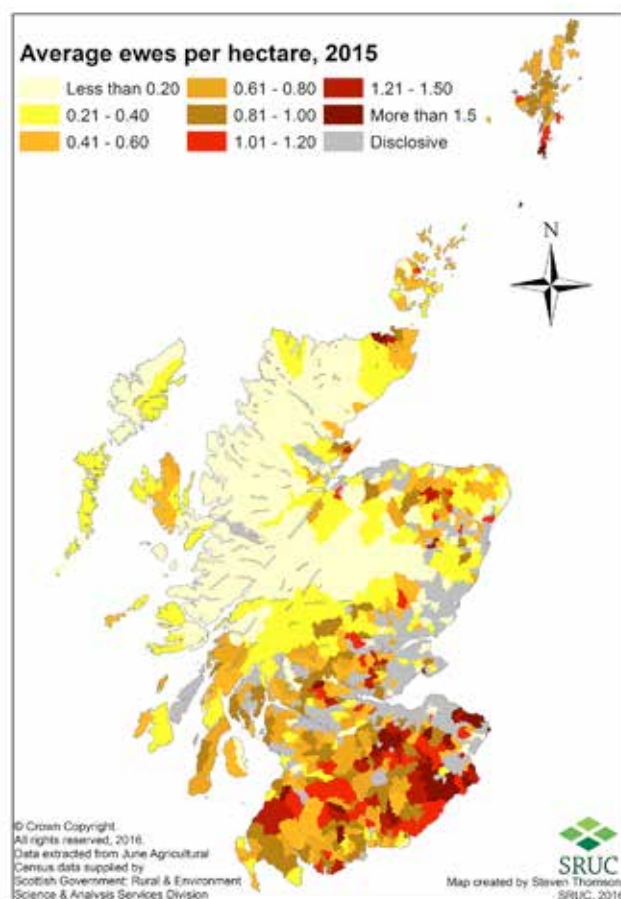 Average ewes per hectare, 2015
Less than 0.20
0.21 - 0.40
0.41 - 0.60
0.61 - 0.80
0.81 - 1.00
1.01 - 1.20
1.21 - 1.50
More than 1.5
Disclosive
N
© Crown Copyright.
All rights reserved, 2016.
Data extracted from June Agricultural
Census data supplied by
Scottish Government: Rural & Environment
Science & Analysis Services Division
SRUC
Map created by Steven Thomson
SRUC, 2016